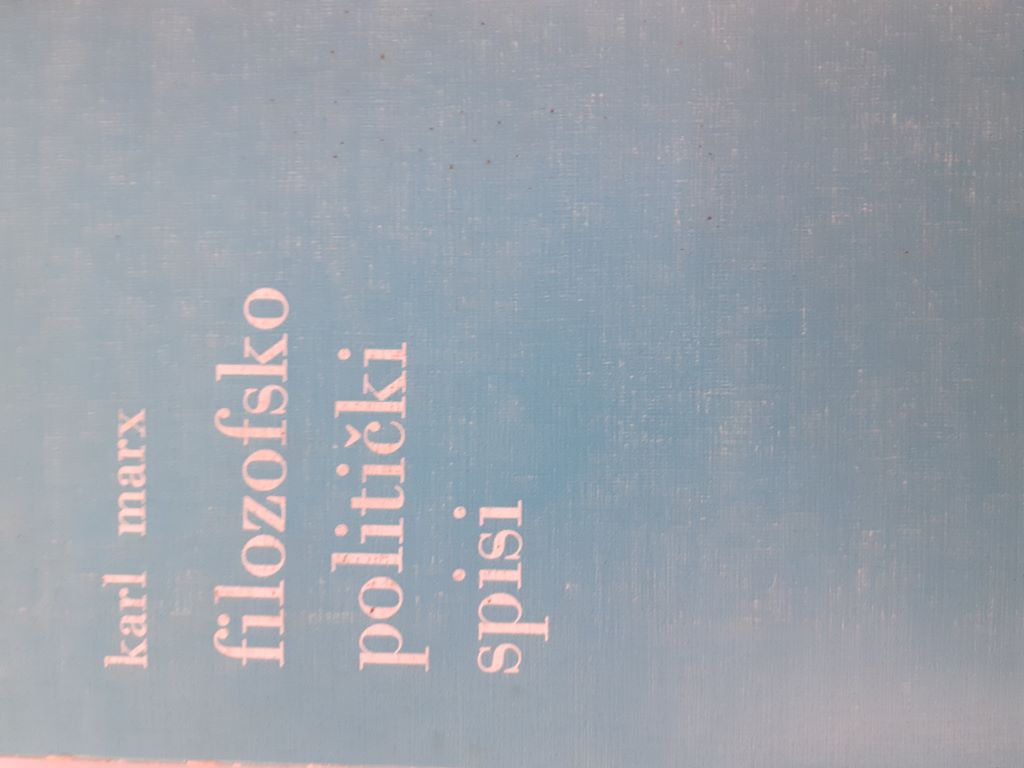 karl marx
filozofsko
politički
spisi